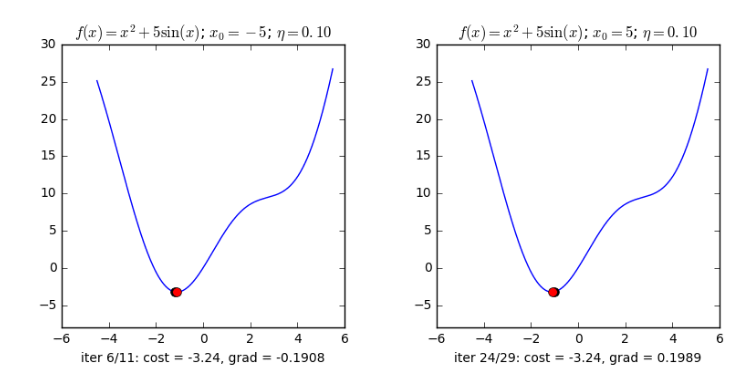 f(x) = x² + 5sin(x); x₀ = −5; η = 0.10
30
25
20
15
10
5
0
−5
−6 −4 −2 0 2 4 6
iter 6/11: cost = -3.24, grad = -0.1908
f(x) = x² + 5sin(x); x₀ = 5; η = 0.10
30
25
20
15
10
5
0
−5
−6 −4 −2 0 2 4 6
iter 24/29: cost = -3.24, grad = 0.1989